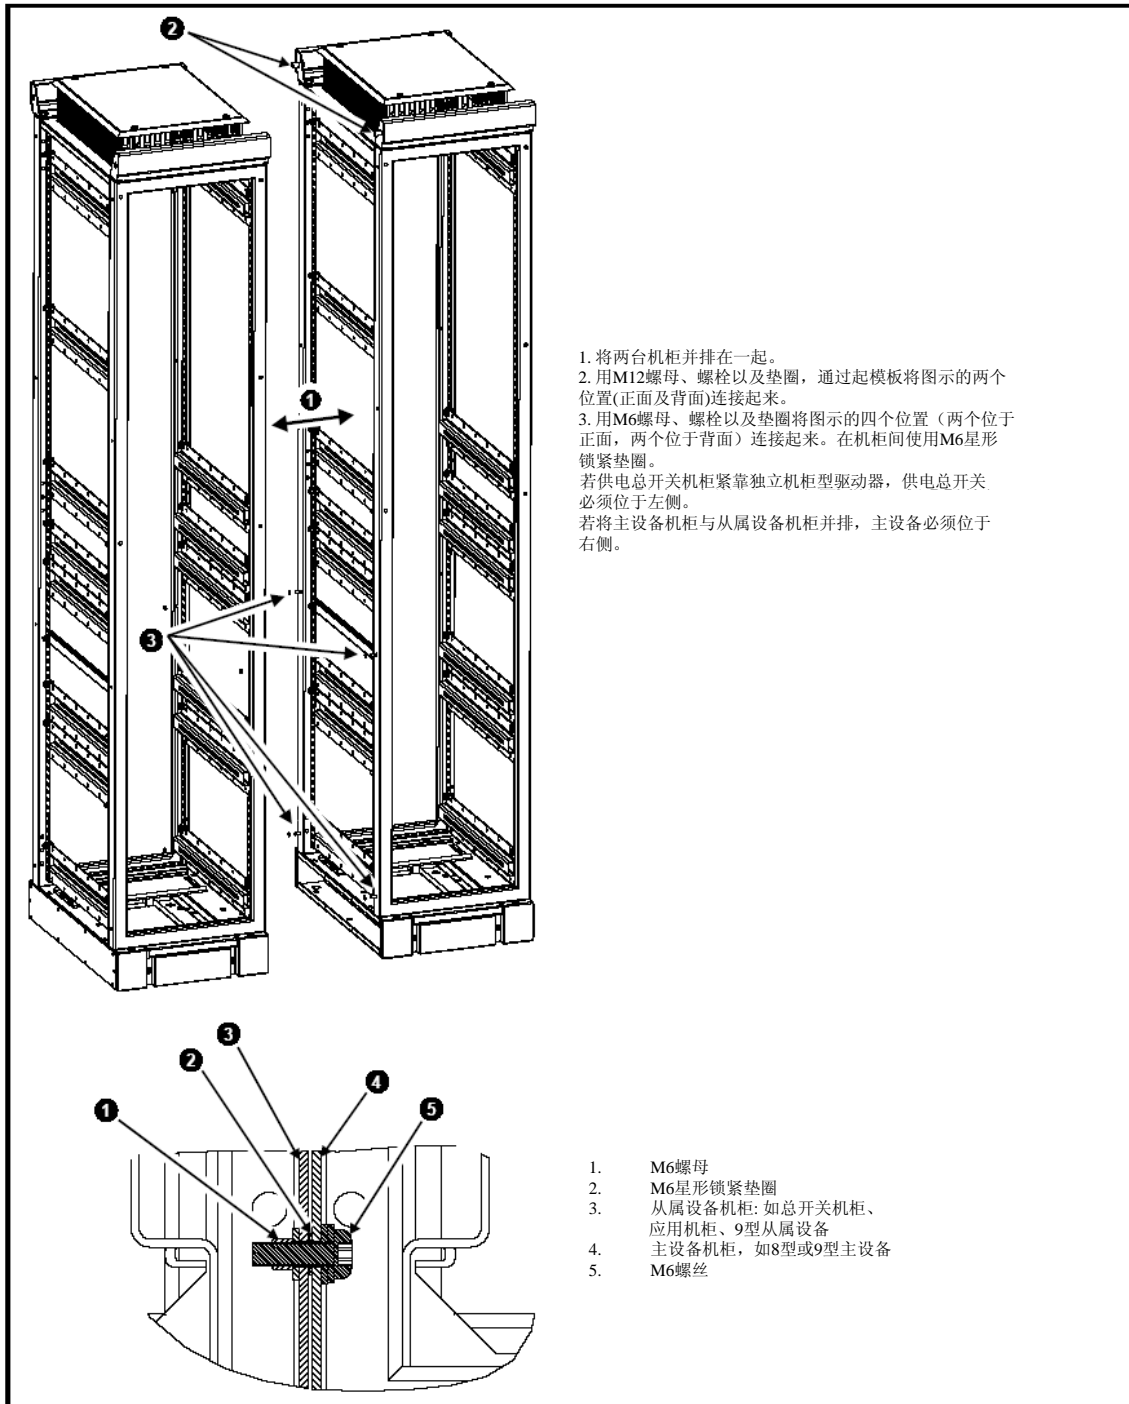 2
1
3
1. 将两台机柜并排在一起。
2. 用M12螺母、螺栓以及垫圈，通过起模板将图示的两个
位置(正面及背面)连接起来。
3. 用M6螺母、螺栓以及垫圈将图示的四个位置（两个位于
正面，两个位于背面）连接起来。在机柜间使用M6星形
锁紧垫圈。
若供电总开关机柜紧靠独立机柜型驱动器，供电总开关
必须位于左侧。
若将主设备机柜与从属设备机柜并排，主设备必须位于
右侧。
3
2
4
1
5
1. M6螺母
2. M6星形锁紧垫圈
3. 从属设备机柜: 如总开关机柜、
应用机柜、9型从属设备
4. 主设备机柜，如8型或9型主设备
5. M6螺丝